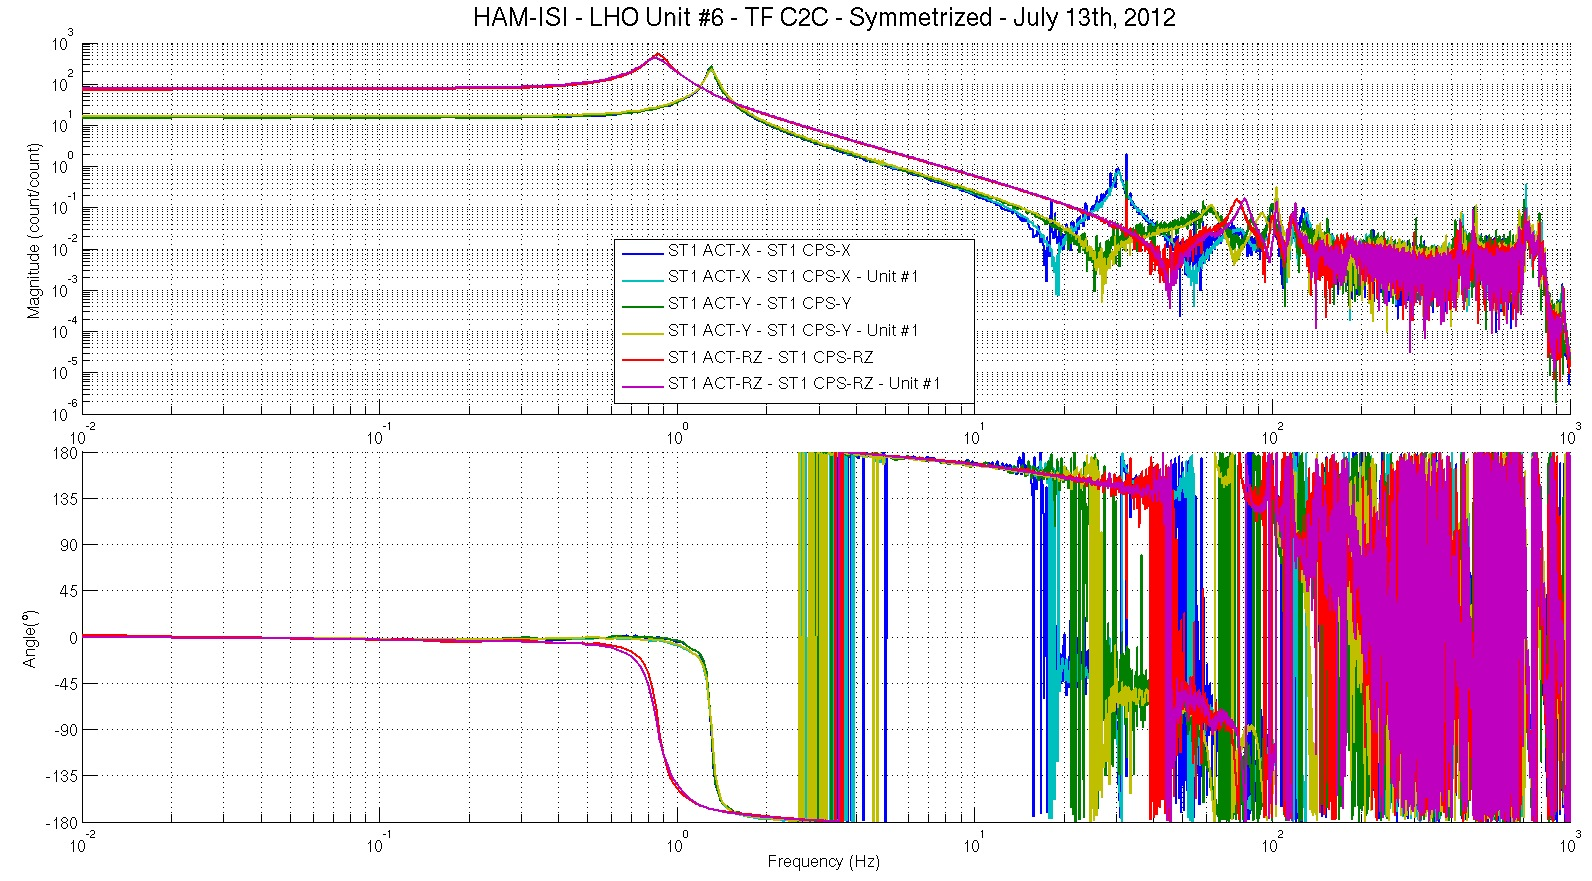 HAM-ISI - LHO Unit #6 - TF C2C - Symmetrized - July 13th, 2012
10^3
10^2
10^1
10^0
10^-1
10^-2
10^-3
10^-4
10^-5
10^-6
Magnitude (count/count)
ST1 ACT-X - ST1 CPS-X
ST1 ACT-X - ST1 CPS-X - Unit #1
ST1 ACT-Y - ST1 CPS-Y
ST1 ACT-Y - ST1 CPS-Y - Unit #1
ST1 ACT-RZ - ST1 CPS-RZ
ST1 ACT-RZ - ST1 CPS-RZ - Unit #1
10^-2 10^-1 10^0 10^1 10^2 10^3
180
135
90
45
0
-45
-90
-135
-180
Angle(°)
10^-2 10^-1 10^0 10^1 10^2 10^3
Frequency (Hz)